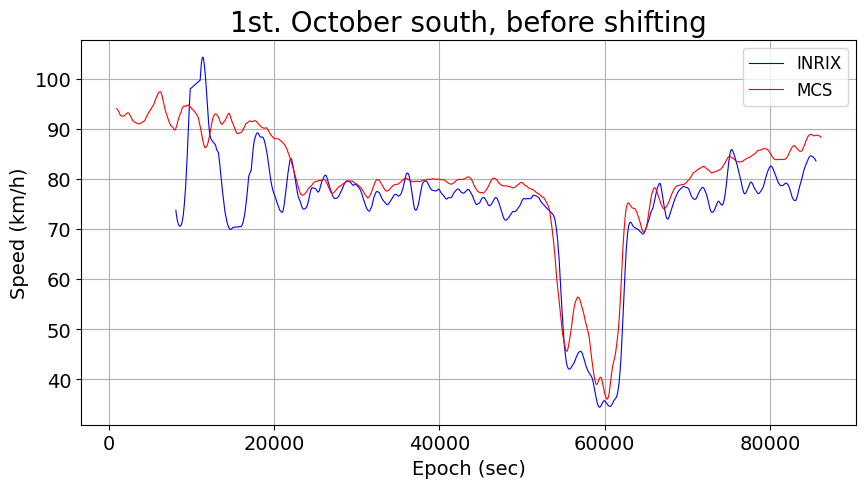 1st. October south, before shifting
INRIX
MCS
Speed (km/h)
100
90
80
70
60
50
40
0 20000 40000 60000 80000
Epoch (sec)